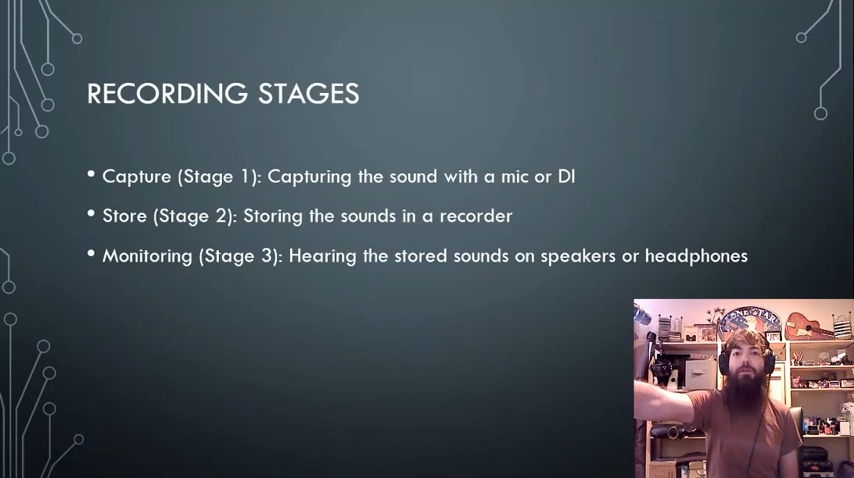 RECORDING STAGES
• Capture (Stage 1): Capturing the sound with a mic or DI
• Store (Stage 2): Storing the sounds in a recorder
• Monitoring (Stage 3): Hearing the stored sounds on speakers or headphones